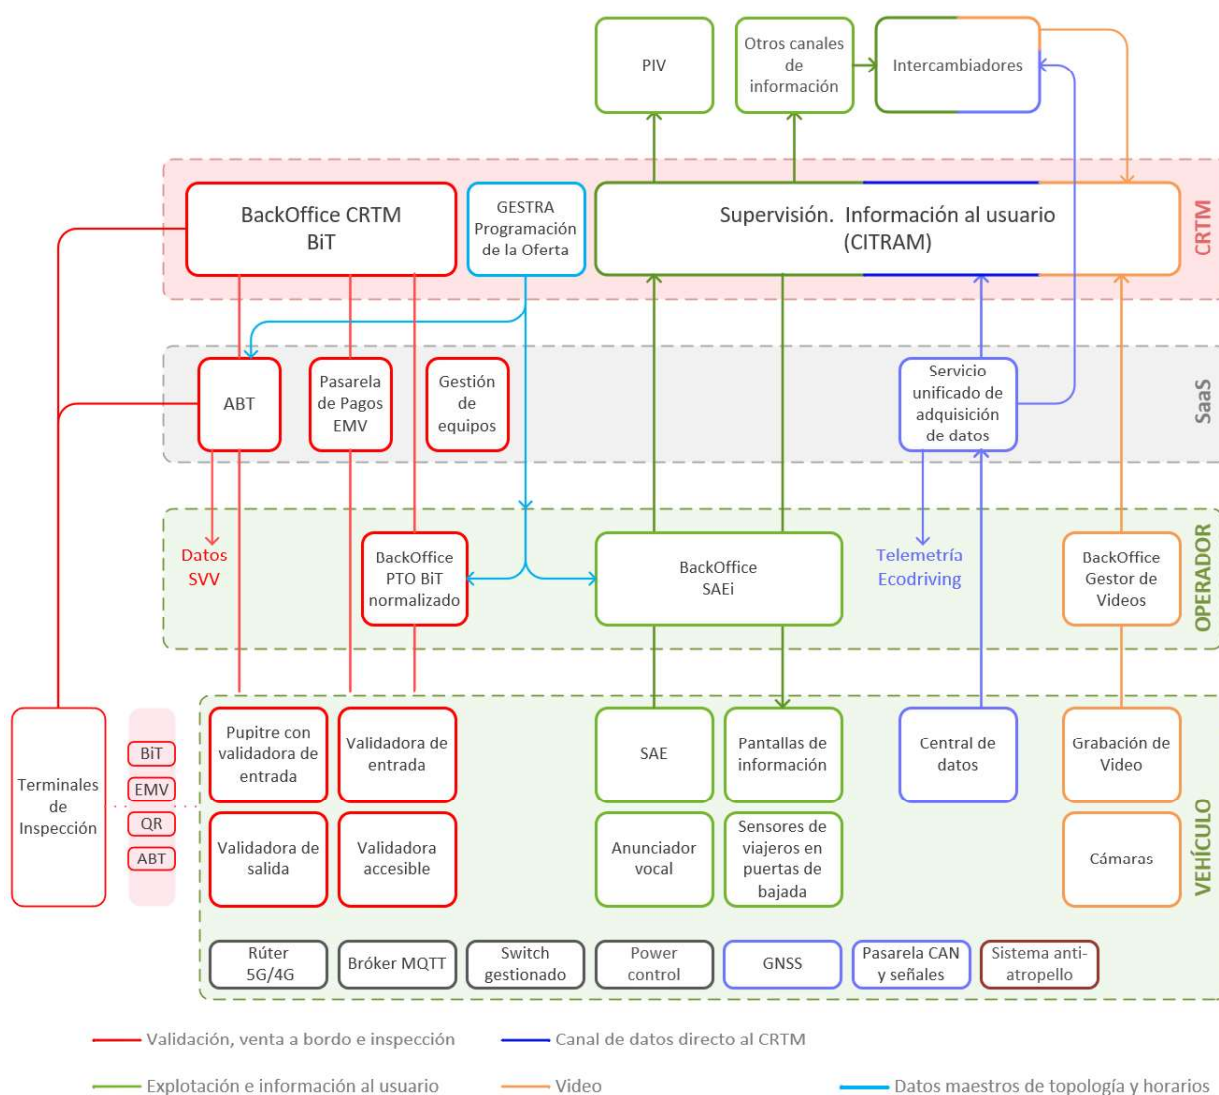 PIV
Otros canales
de
información
Intercambiadores
BackOffice CRTM
BiT
GESTRA
Programación
de la Oferta
Supervisión. Información al usuario
(CITRAM)
CRTM
ABT
Pasarela
de Pagos
EMV
Gestión
de
equipos
Servicio
unificado de
adquisición
de datos
SaaS
Datos
SVV
BackOffice
PTO BiT
normalizado
BackOffice
SAEi
Telemetría
Ecodriving
BackOffice
Gestor de
Videos
OPERADOR
Terminales
de
Inspección
BiT
EMV
QR
ABT
Pupitre con
validadora de
entrada
Validadora de
entrada
SAE
Pantallas de
información
Central de
datos
Grabación de
Video
Validadora de
salida
Validadora
accesible
Anunciador
vocal
Sensores de
viajeros en
puertas de
bajada
Cámaras
VEHÍCULO
Rúter
5G/4G
Bróker MQTT
Switch
gestionado
Power
control
GNSS
Pasarela CAN
y señales
Sistema anti-
atropello
Validación, venta a bordo e inspección
Canal de datos directo al CRTM
Explotación e información al usuario
Video
Datos maestros de topología y horarios